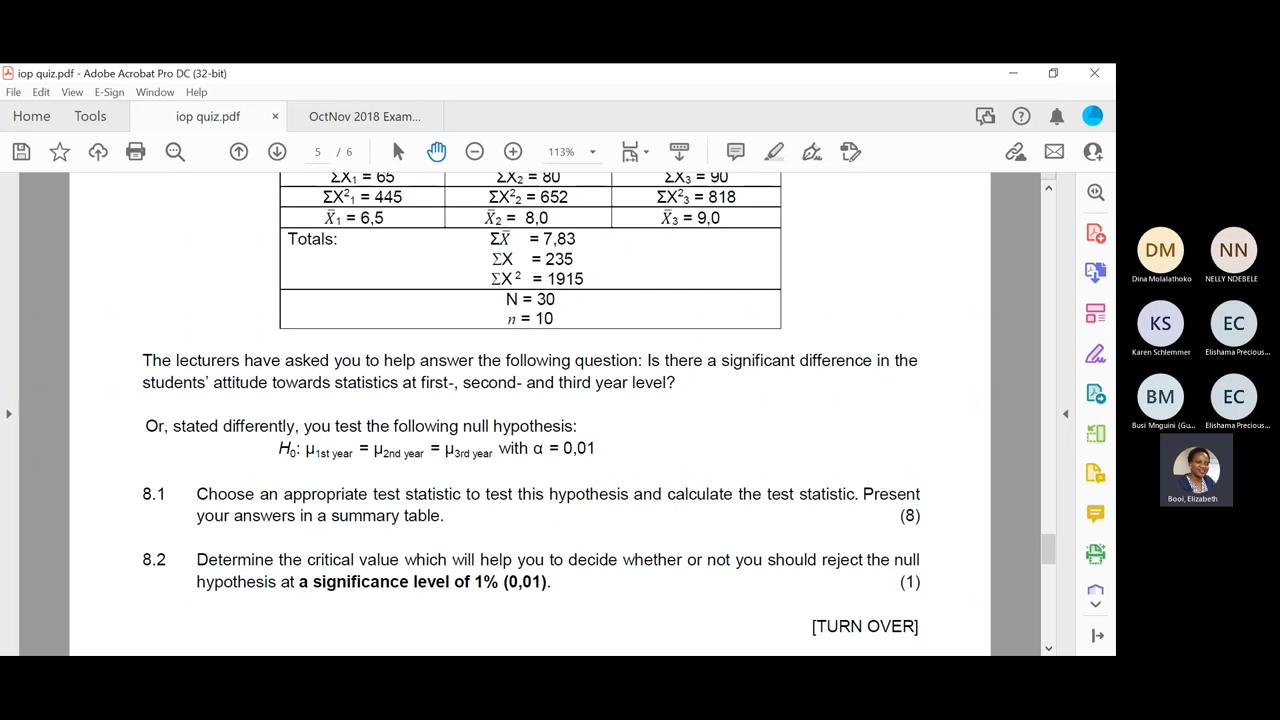 iop quiz.pdf - Adobe Acrobat Pro DC (32-bit)
File Edit View E-Sign Window Help
Home Tools iop quiz.pdf × OctNov 2018 Exam...
5 / 6 113%
ΣX₁ = 65 ΣX₂ = 80 ΣX₃ = 90
ΣX²₁ = 445 ΣX²₂ = 652 ΣX²₃ = 818
X̄₁ = 6,5 X̄₂ = 8,0 X̄₃ = 9,0
Totals: ΣX̄ = 7,83
ΣX = 235
ΣX² = 1915
N = 30
n = 10
The lecturers have asked you to help answer the following question: Is there a significant difference in the
students' attitude towards statistics at first-, second- and third year level?
Or, stated differently, you test the following null hypothesis:
H₀: μ1st year = μ2nd year = μ3rd year with α = 0,01
8.1 Choose an appropriate test statistic to test this hypothesis and calculate the test statistic. Present
your answers in a summary table. (8)
8.2 Determine the critical value which will help you to decide whether or not you should reject the null
hypothesis at a significance level of 1% (0,01). (1)
[TURN OVER]
DM NN
Dina Molalathoko NELLY NDEBELE
KS EC
Karen Schlemmer Elishama Precious...
BM EC
Busi Mnguini (Gu... Elishama Precious...
Booi, Elizabeth